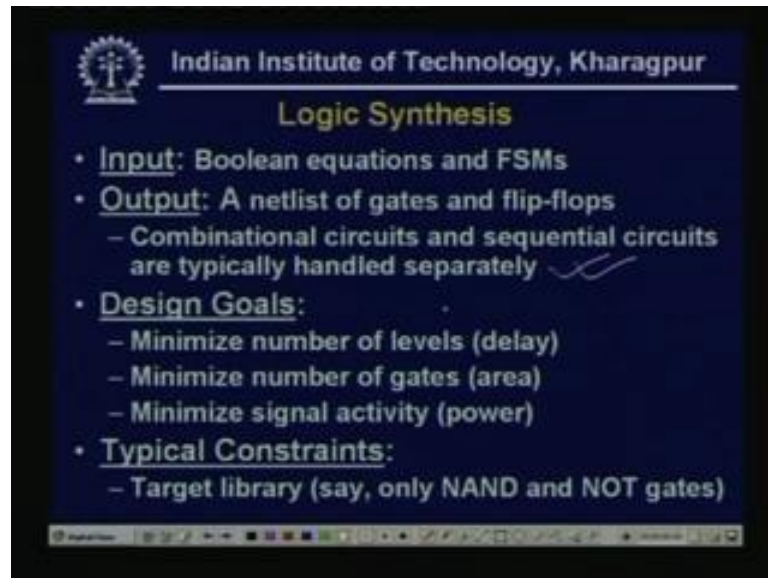 Indian Institute of Technology, Kharagpur
Logic Synthesis
• Input: Boolean equations and FSMs
• Output: A netlist of gates and flip-flops
– Combinational circuits and sequential circuits
are typically handled separately
• Design Goals:
– Minimize number of levels (delay)
– Minimize number of gates (area)
– Minimize signal activity (power)
• Typical Constraints:
– Target library (say, only NAND and NOT gates)